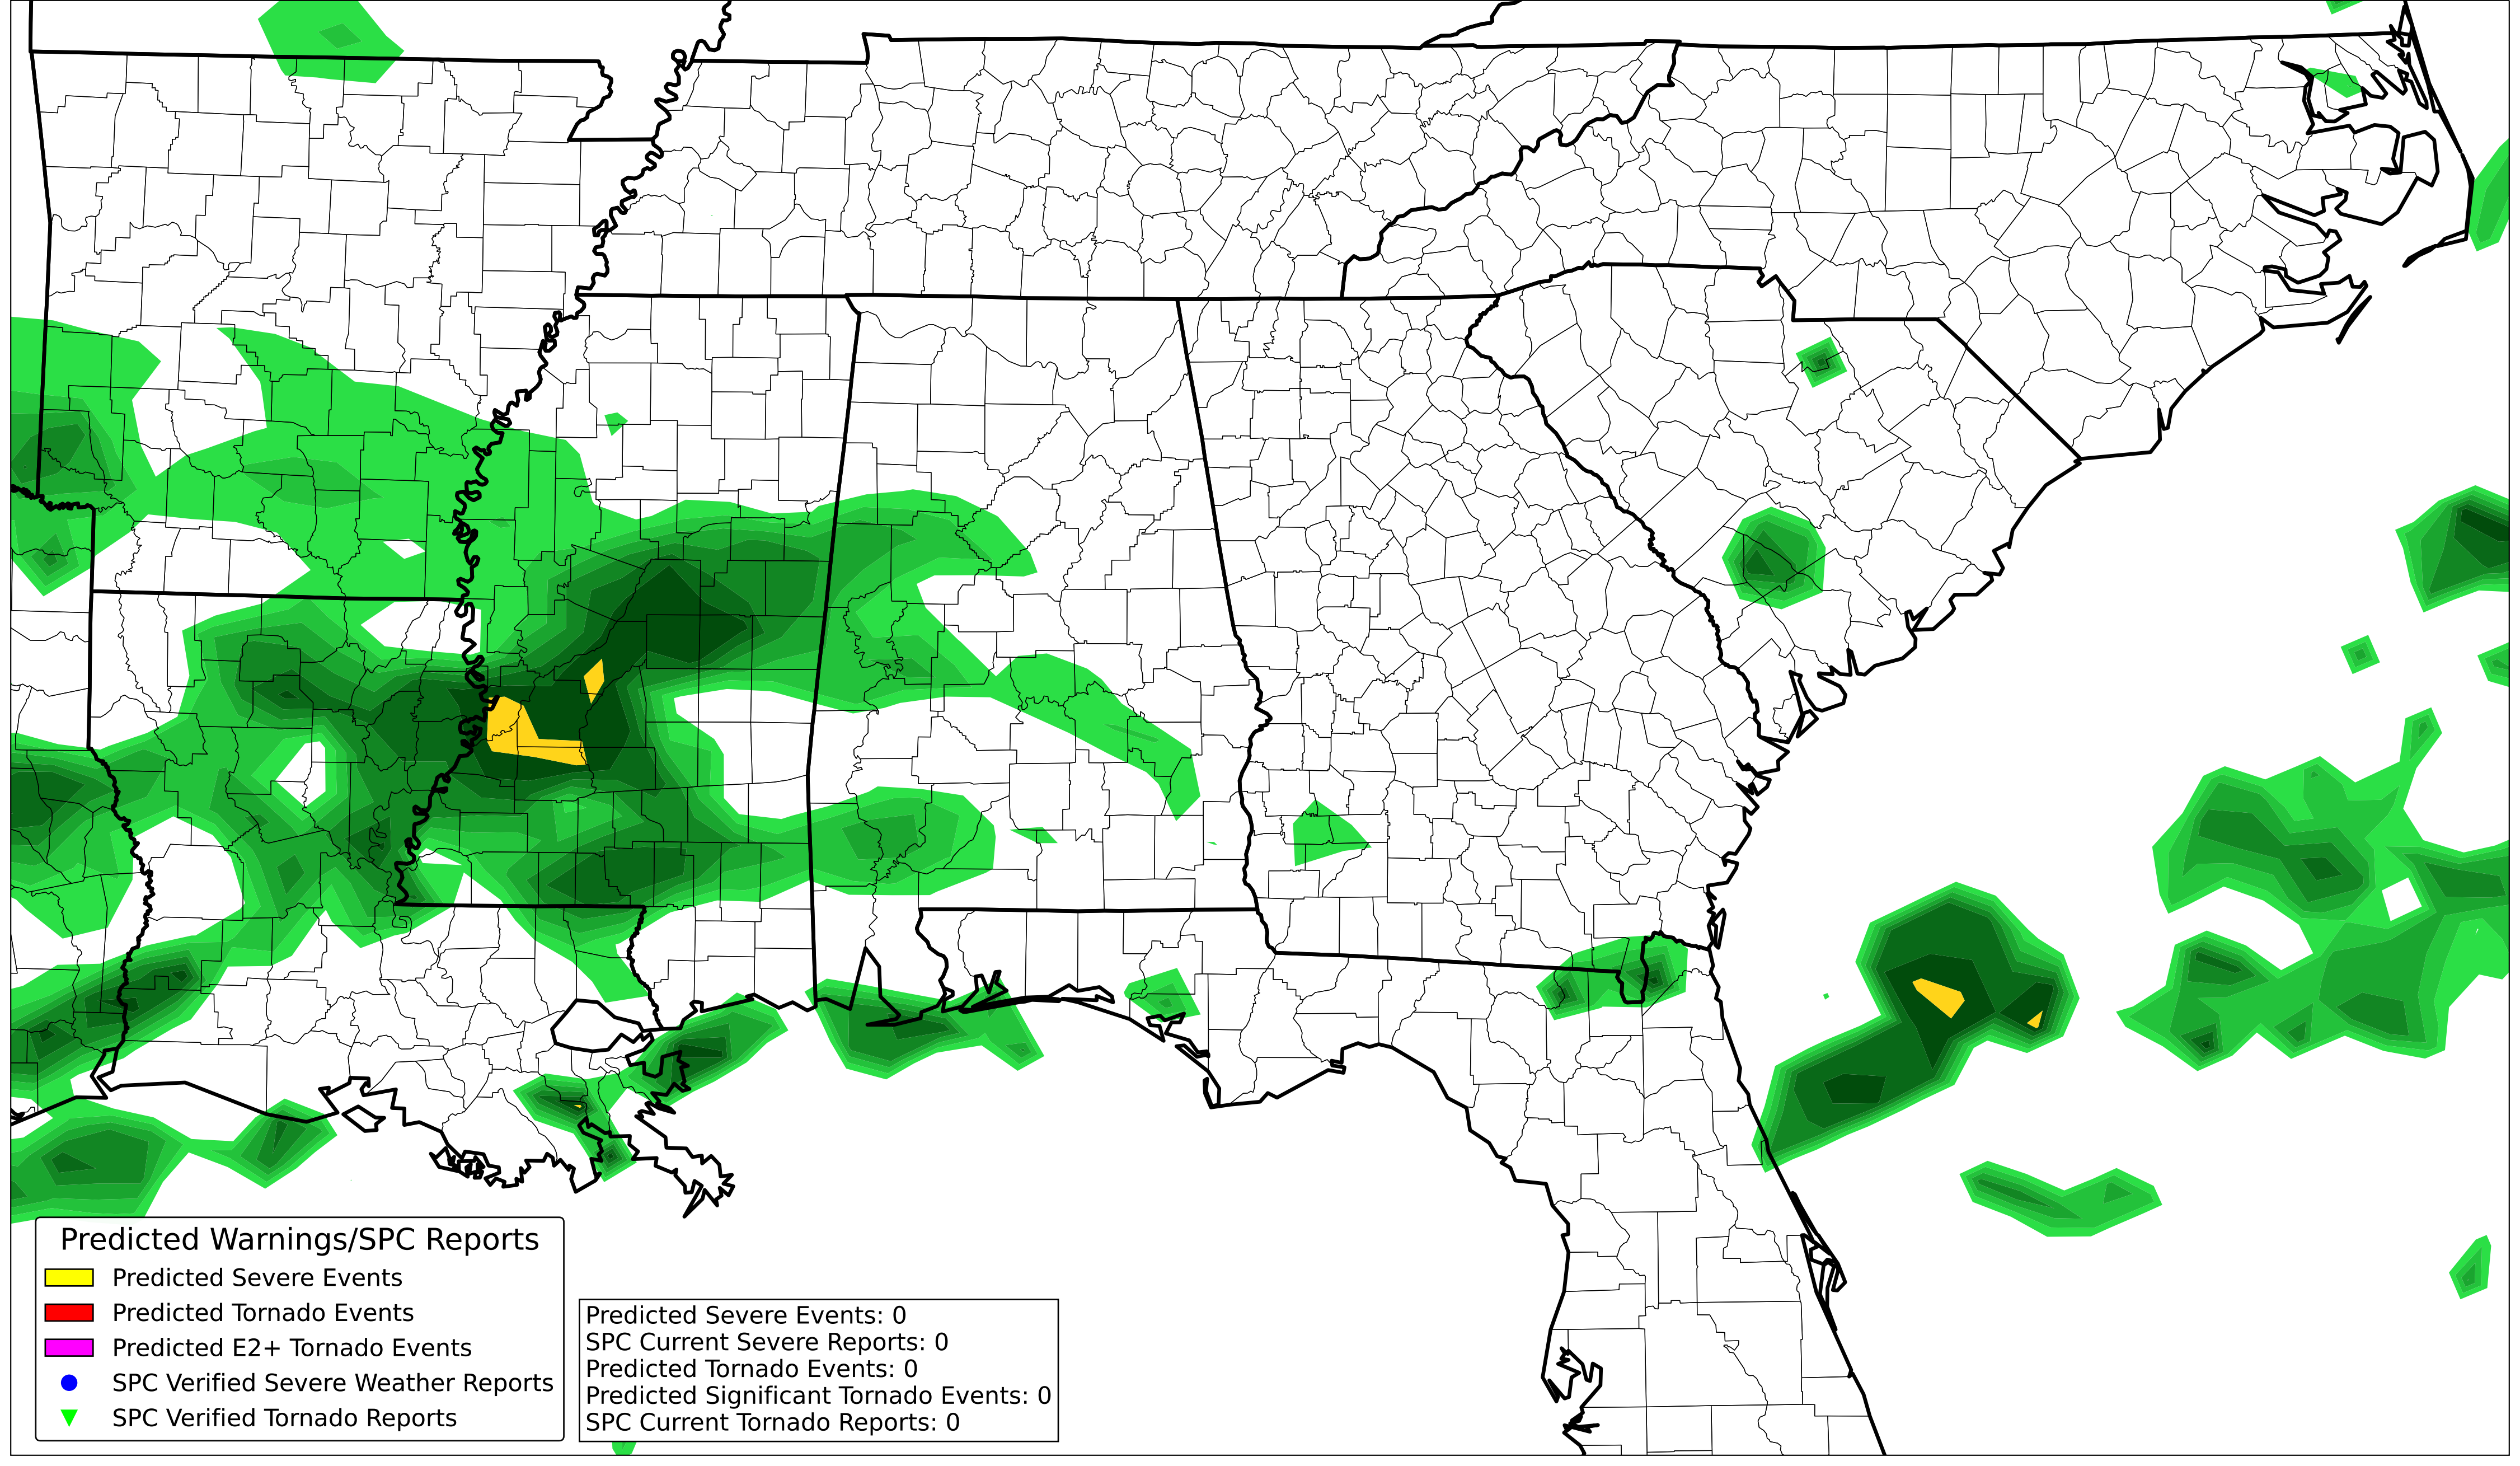 Predicted Warnings/SPC Reports
Predicted Severe Events
Predicted Tornado Events
Predicted E2+ Tornado Events
SPC Verified Severe Weather Reports
SPC Verified Tornado Reports
Predicted Severe Events: 0
SPC Current Severe Reports: 0
Predicted Tornado Events: 0
Predicted Significant Tornado Events: 0
SPC Current Tornado Reports: 0